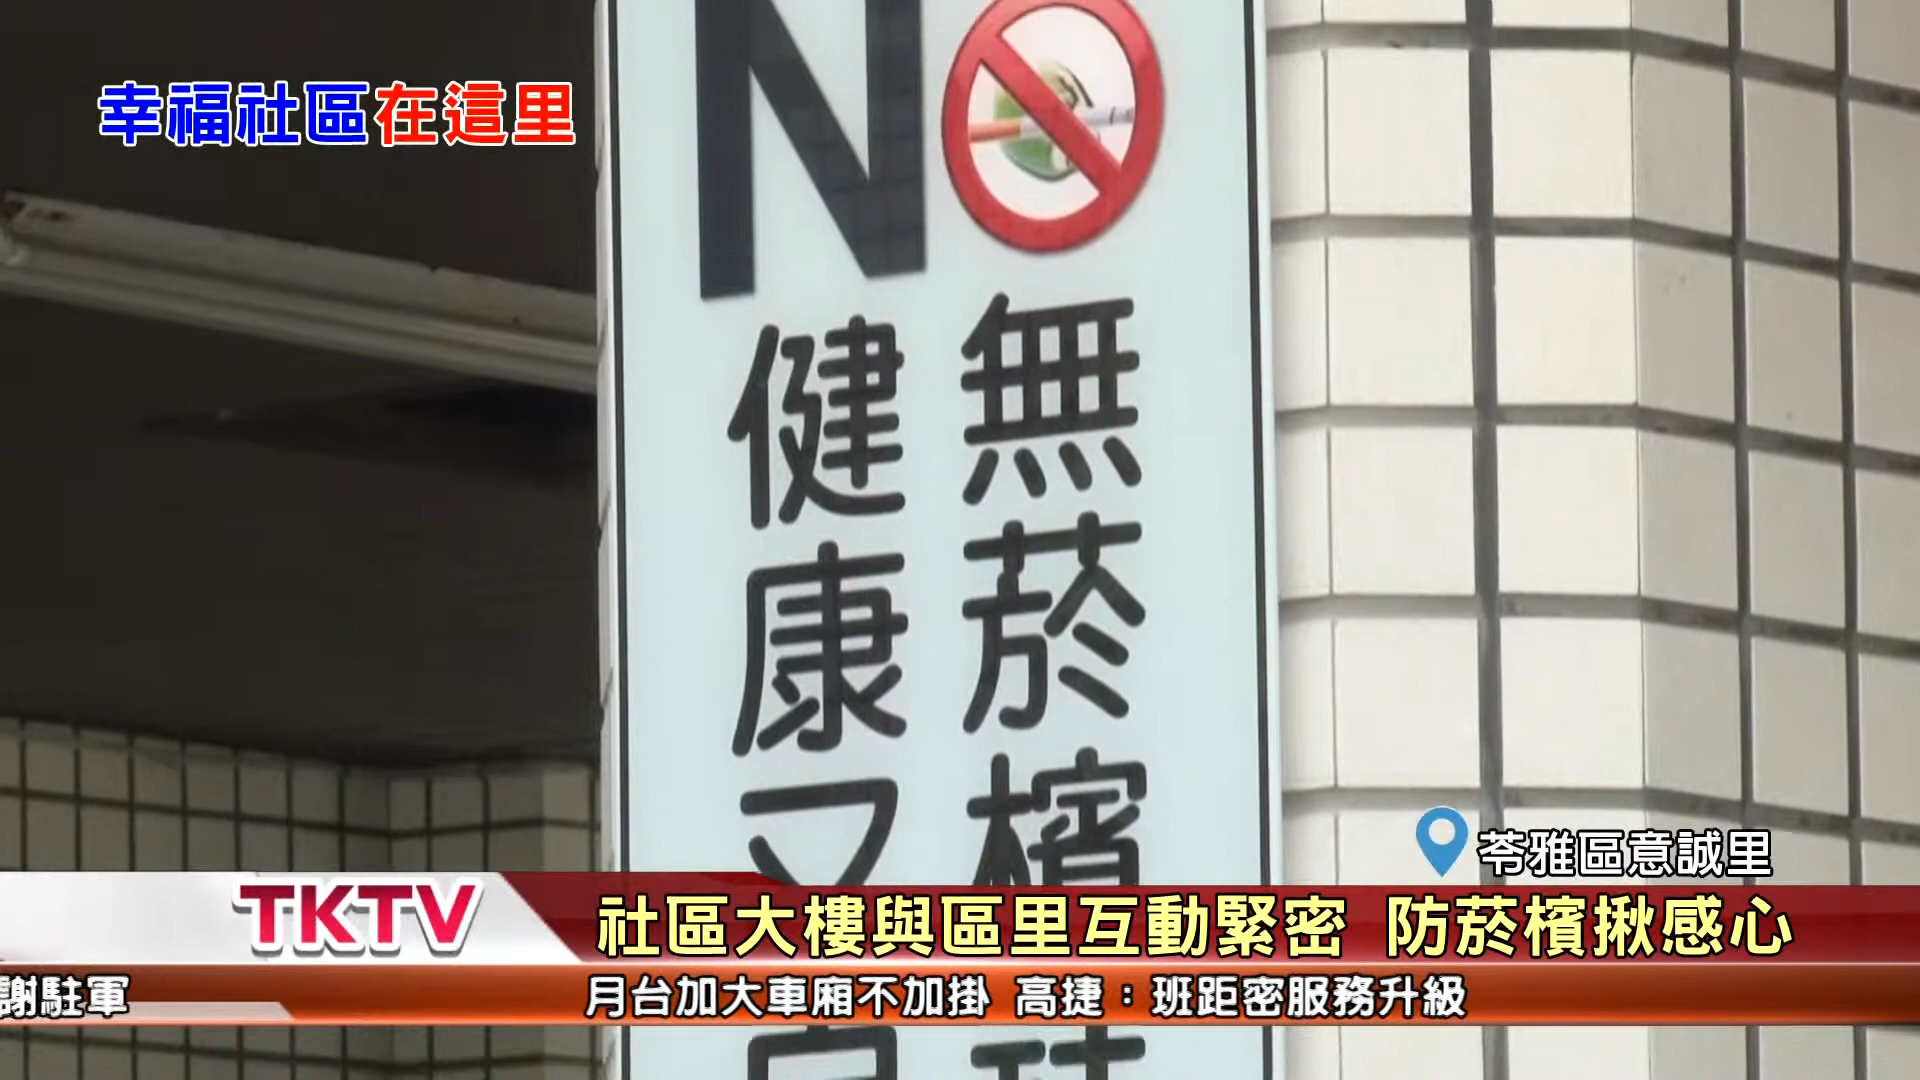 幸福社區在這里
N
無菸檳
健康又
苓雅區意誠里
TKTV
社區大樓與區里互動緊密 防菸檳揪感心
謝駐軍
月台加大車廂不加掛 高捷：班距密服務升級